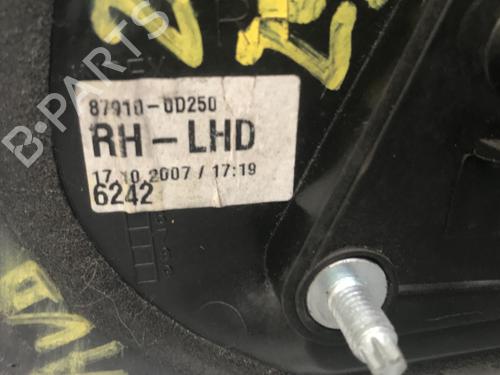 87910-0D250
RH-LHD
17.10.2007 / 17:19
6242
B-PARTS